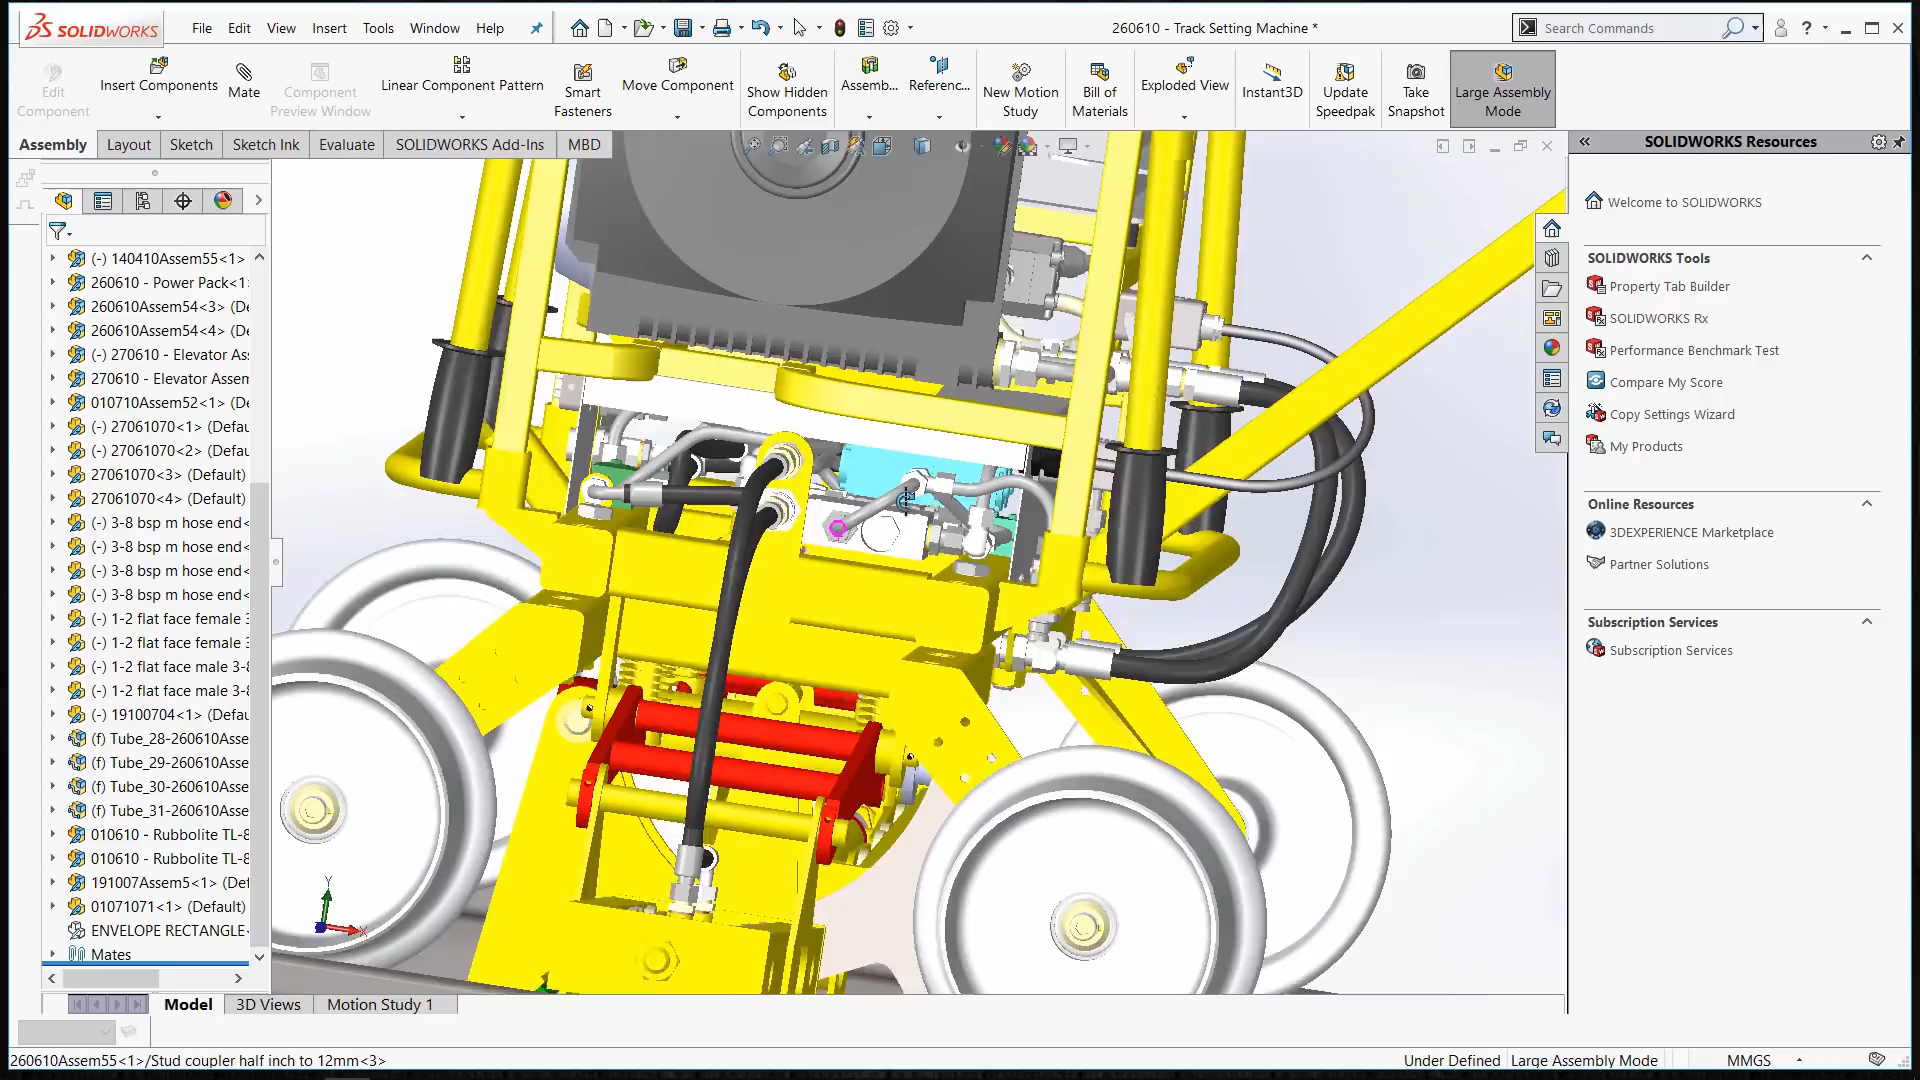 SOLIDWORKS
File Edit View Insert Tools Window Help
260610 - Track Setting Machine *
Search Commands
?
Edit Component
Insert Components
Mate
Component Preview Window
Linear Component Pattern
Smart Fasteners
Move Component
Show Hidden Components
Assemb...
Referenc...
New Motion Study
Bill of Materials
Exploded View
Instant3D
Update Speedpak
Take Snapshot
Large Assembly Mode
Assembly Layout Sketch Sketch Ink Evaluate SOLIDWORKS Add-Ins MBD
(-) 140410Assem55<1>
260610 - Power Pack<1>
260610Assem54<3> (De
260610Assem54<4> (De
(-) 270610 - Elevator Ass
270610 - Elevator Assem
010710Assem52<1> (De
(-) 27061070<1> (Defau
(-) 27061070<2> (Defau
27061070<3> (Default)
27061070<4> (Default)
(-) 3-8 bsp m hose end<
(-) 3-8 bsp m hose end<
(-) 3-8 bsp m hose end<
(-) 3-8 bsp m hose end<
(-) 1-2 flat face female 3
(-) 1-2 flat face female 3
(-) 1-2 flat face male 3-8
(-) 1-2 flat face male 3-8
(-) 19100704<1> (Defau
(f) Tube_28-260610Asse
(f) Tube_29-260610Asse
(f) Tube_30-260610Asse
(f) Tube_31-260610Asse
010610 - Rubbolite TL-8
010610 - Rubbolite TL-8
191007Assem5<1> (Def
01071071<1> (Default)
ENVELOPE RECTANGLE<
Mates
Y
X
SOLIDWORKS Resources
Welcome to SOLIDWORKS
SOLIDWORKS Tools
Property Tab Builder
SOLIDWORKS Rx
Performance Benchmark Test
Compare My Score
Copy Settings Wizard
My Products
Online Resources
3DEXPERIENCE Marketplace
Partner Solutions
Subscription Services
Subscription Services
Model 3D Views Motion Study 1
260610Assem55<1>/Stud coupler half inch to 12mm<3>
Under Defined Large Assembly Mode MMGS